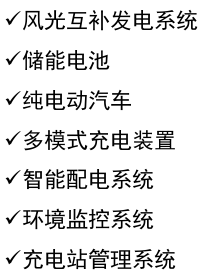 ✓风光互补发电系统
✓储能电池
✓纯电动汽车
✓多模式充电装置
✓智能配电系统
✓环境监控系统
✓充电站管理系统